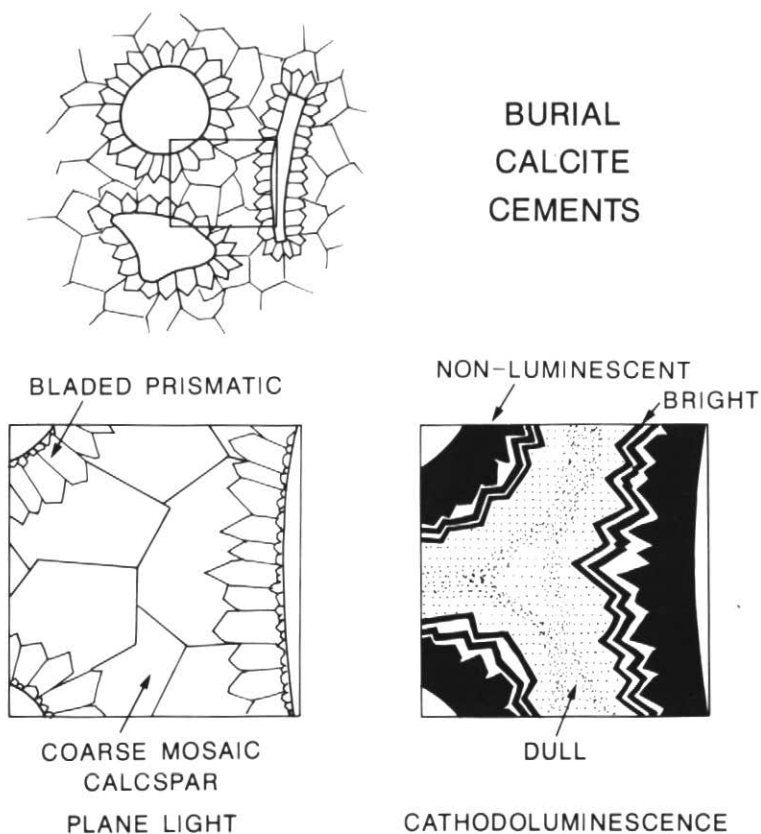 BURIAL
CALCITE
CEMENTS
BLADED PRISMATIC
NON-LUMINESCENT
BRIGHT
COARSE MOSAIC
CALCSPAR
DULL
PLANE LIGHT
CATHODOLUMINESCENCE